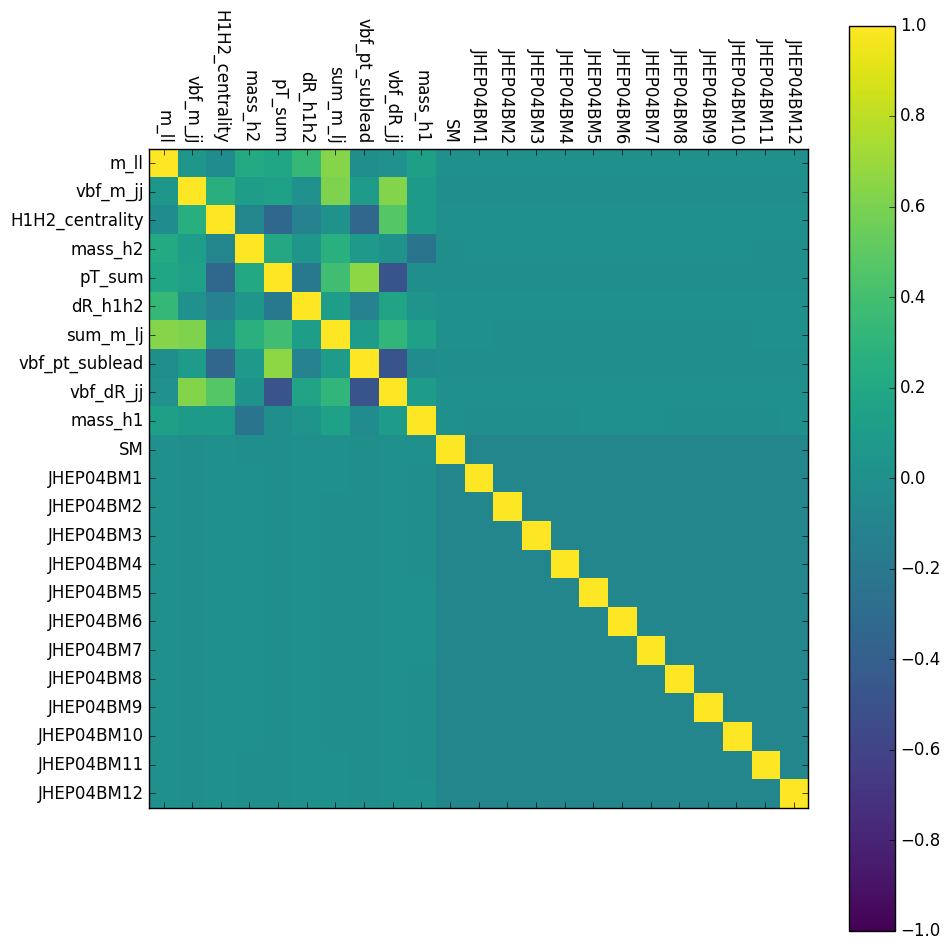 m_ll
vbf_m_jj
H1H2_centrality
mass_h2
pT_sum
dR_h1h2
sum_m_lj
vbf_pt_sublead
vbf_dR_jj
mass_h1
SM
JHEP04BM1
JHEP04BM2
JHEP04BM3
JHEP04BM4
JHEP04BM5
JHEP04BM6
JHEP04BM7
JHEP04BM8
JHEP04BM9
JHEP04BM10
JHEP04BM11
JHEP04BM12
m_ll
vbf_m_jj
H1H2_centrality
mass_h2
pT_sum
dR_h1h2
sum_m_lj
vbf_pt_sublead
vbf_dR_jj
mass_h1
SM
JHEP04BM1
JHEP04BM2
JHEP04BM3
JHEP04BM4
JHEP04BM5
JHEP04BM6
JHEP04BM7
JHEP04BM8
JHEP04BM9
JHEP04BM10
JHEP04BM11
JHEP04BM12
1.0
0.8
0.6
0.4
0.2
0.0
−0.2
−0.4
−0.6
−0.8
−1.0